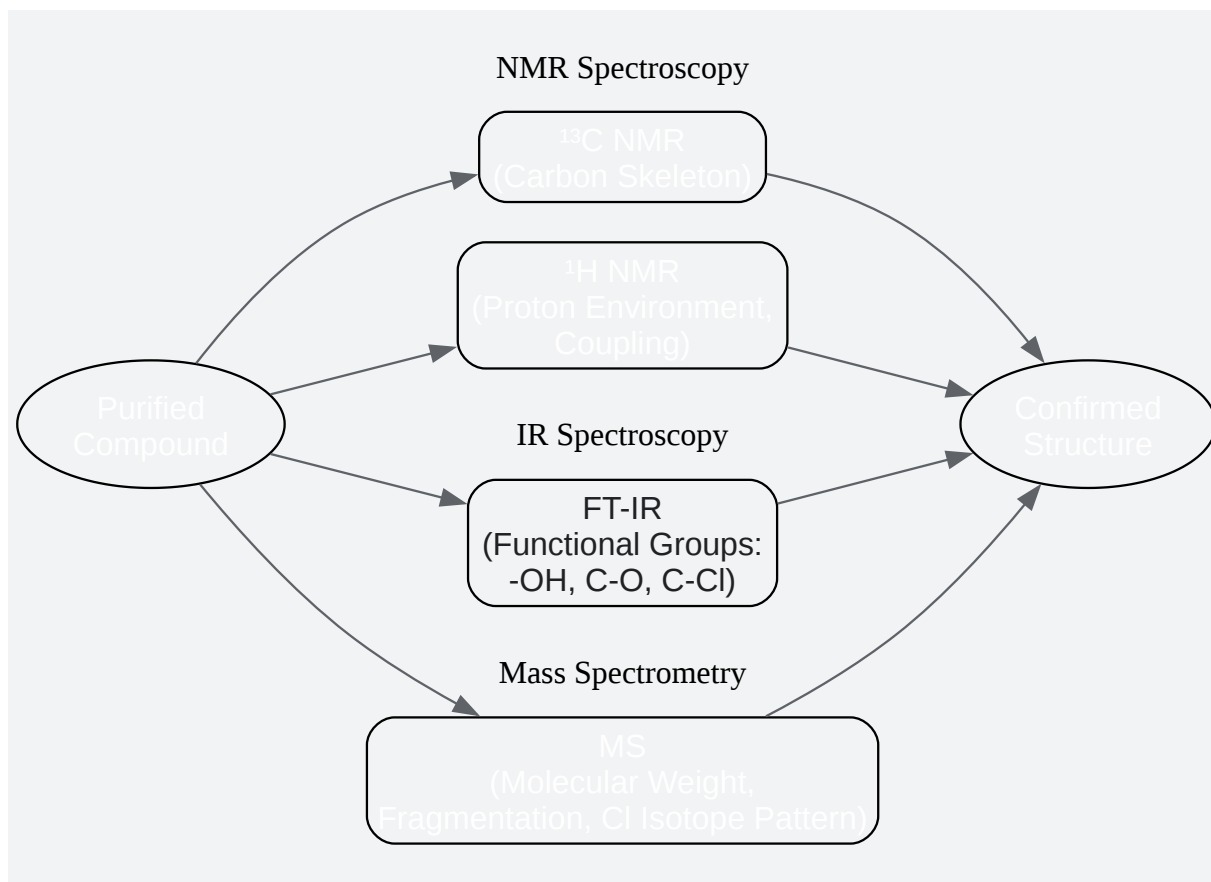 NMR Spectroscopy
¹³C NMR
(Carbon Skeleton)
¹H NMR
(Proton Environment,
Coupling)
Purified
Compound
Confirmed
Structure
IR Spectroscopy
FT-IR
(Functional Groups:
-OH, C-O, C-Cl)
Mass Spectrometry
MS
(Molecular Weight,
Fragmentation, Cl Isotope Pattern)